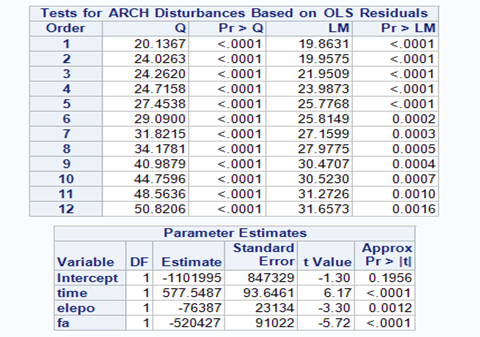 Tests for ARCH Disturbances Based on OLS Residuals
Order Q Pr > Q LM Pr > LM
1 20.1367 <.0001 19.8631 <.0001
2 24.0263 <.0001 19.9575 <.0001
3 24.2620 <.0001 21.9509 <.0001
4 24.7158 <.0001 23.9873 <.0001
5 27.4538 <.0001 25.7768 <.0001
6 29.0900 <.0001 25.8149 0.0002
7 31.8215 <.0001 27.1599 0.0003
8 34.1781 <.0001 27.9775 0.0005
9 40.9879 <.0001 30.4707 0.0004
10 44.7596 <.0001 30.5230 0.0007
11 48.5636 <.0001 31.2726 0.0010
12 50.8206 <.0001 31.6573 0.0016
Parameter Estimates
Standard Approx
Variable DF Estimate Error t Value Pr > |t|
Intercept 1 -1101995 847329 -1.30 0.1956
time 1 577.5487 93.6461 6.17 <.0001
elepo 1 -76387 23134 -3.30 0.0012
fa 1 -520427 91022 -5.72 <.0001